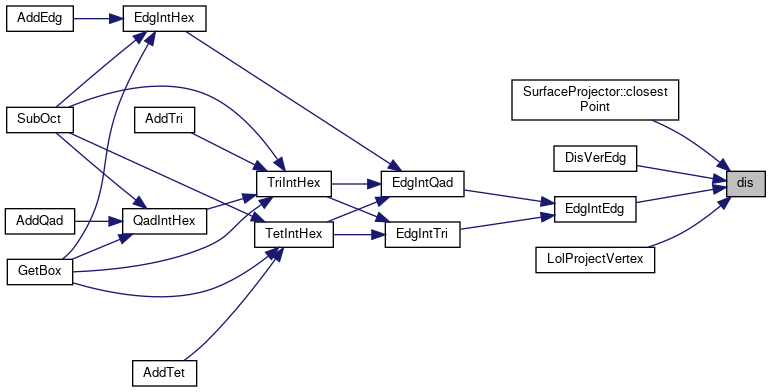 AddEdg
EdgIntHex
SurfaceProjector::closest
Point
SubOct
AddTri
DisVerEdg
TriIntHex
EdgIntQad
dis
AddQad
QadIntHex
EdgIntEdg
TetIntHex
EdgIntTri
GetBox
LolProjectVertex
AddTet